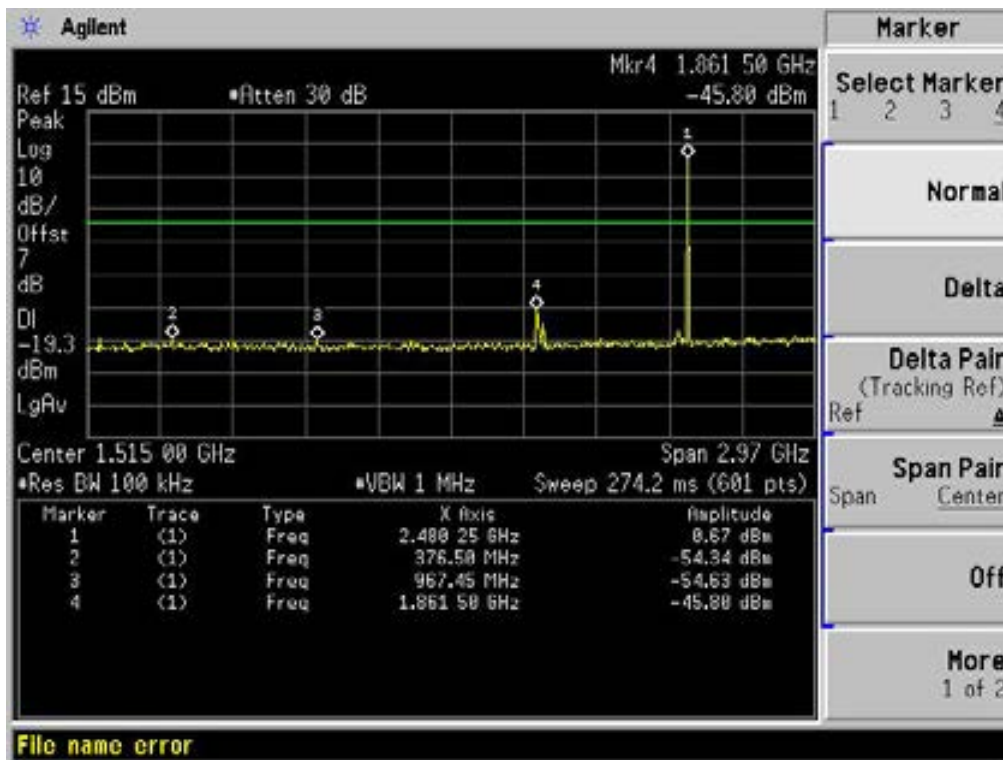 Agilent
Marker
Mkr4 1.861 50 GHz
Ref 15 dBm *Atten 30 dB -45.80 dBm
Peak
Log
10
dB/
Offst
7
dB
DI
-19.3
dBm
LgAv
1
2
3
4
Center 1.515 00 GHz Span 2.97 GHz
*Res BW 100 kHz *VBW 1 MHz Sweep 274.2 ms (601 pts)
Marker Trace Type X Axis Amplitude
1 (1) Freq 2.480 25 GHz 0.67 dBm
2 (1) Freq 376.50 MHz -54.34 dBm
3 (1) Freq 967.45 MHz -54.63 dBm
4 (1) Freq 1.861 50 GHz -45.80 dBm
Select Marker
1 2 3 4
Normal
Delta
Delta Pair
(Tracking Ref)
Ref
Span Pair
Span Center
Off
More
1 of 2
File name error